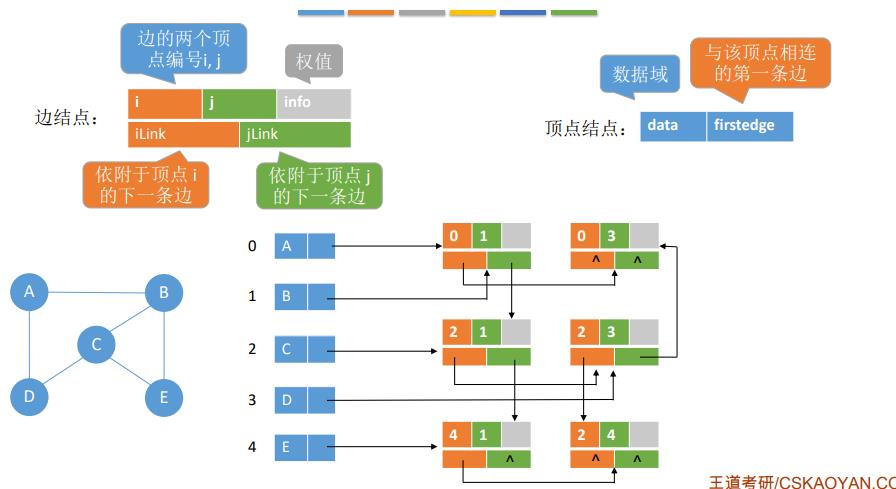 边的两个顶
点编号i, j
权值
i
j
info
iLink
jLink
边结点：
依附于顶点 i
的下一条边
依附于顶点 j
的下一条边
与该顶点相连
的第一条边
数据域
顶点结点：
data
firstedge
0
A
0
1
0
3
^
^
1
B
2
C
2
1
2
3
3
D
4
E
4
1
2
4
^
^
^
A
B
C
D
E
王道考研/CSKAOYAN.CO